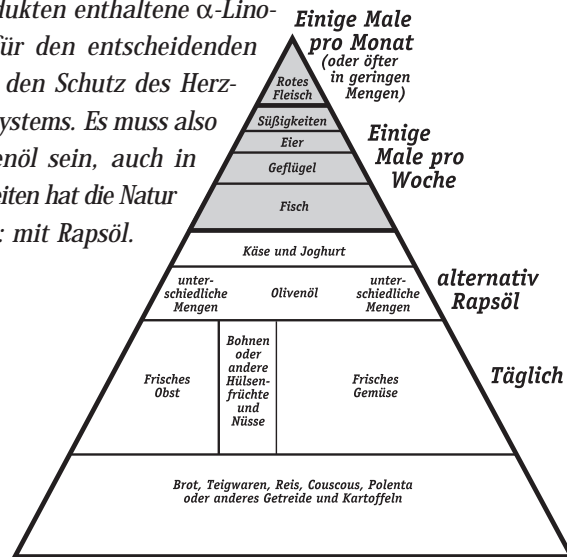 dukten enthaltene α-Lino-
für den entscheidenden
den Schutz des Herz-
ystems. Es muss also
enöl sein, auch in
eiten hat die Natur
: mit Rapsöl.
Einige Male
pro Monat
(oder öfter
in geringen
Mengen)
Rotes
Fleisch
Süßigkeiten
Eier
Geflügel
Fisch
Einige
Male pro
Woche
Käse und Joghurt
unter-
schiedliche
Mengen
Olivenöl
unter-
schiedliche
Mengen
alternativ
Rapsöl
Frisches
Obst
Bohnen
oder
andere
Hülsen-
früchte
und
Nüsse
Frisches
Gemüse
Täglich
Brot, Teigwaren, Reis, Couscous, Polenta
oder anderes Getreide und Kartoffeln